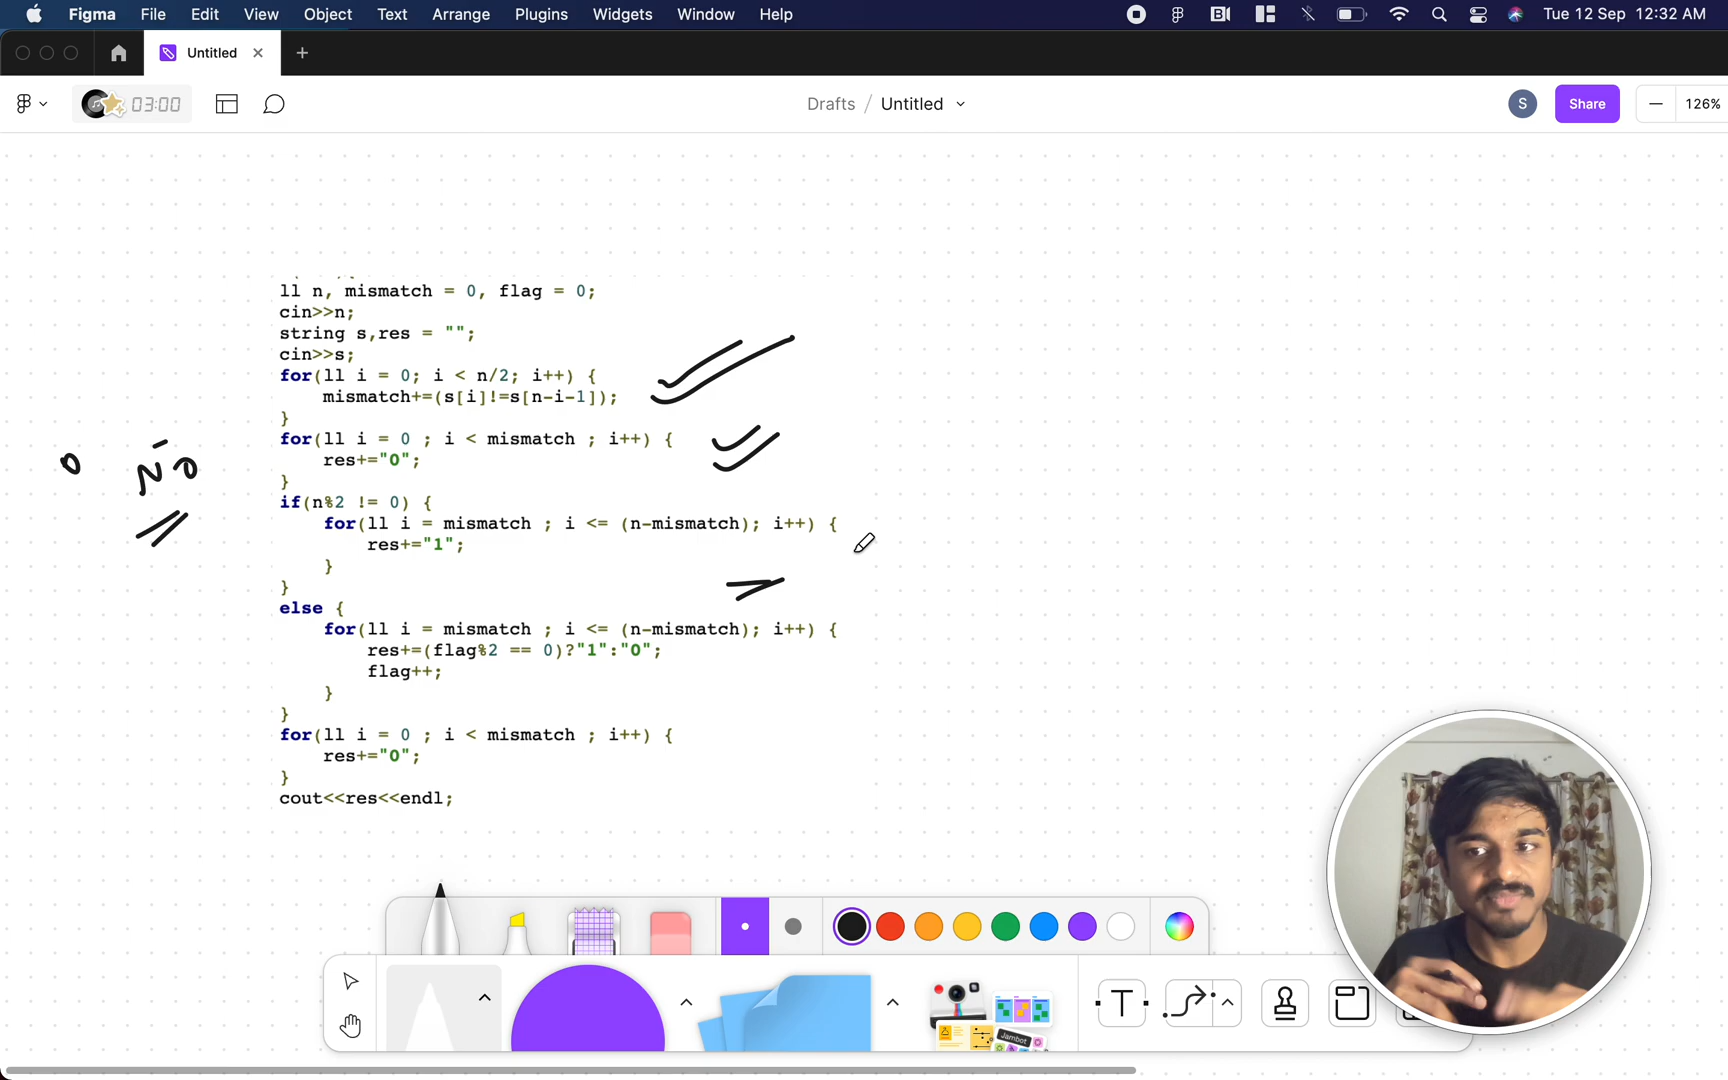 Figma File Edit View Object Text Arrange Plugins Widgets Window Help Tue 12 Sep 12:32 AM
Untitled
03:00 Drafts / Untitled S Share 126%
ll n, mismatch = 0, flag = 0;
cin>>n;
string s,res = "";
cin>>s;
for(ll i = 0; i < n/2; i++) {
mismatch+=(s[i]!=s[n-i-1]);
}
for(ll i = 0 ; i < mismatch ; i++) {
res+="0";
}
0 No
if(n%2 != 0) {
for(ll i = mismatch ; i <= (n-mismatch); i++) {
res+="1";
}
}
else {
for(ll i = mismatch ; i <= (n-mismatch); i++) {
res+=(flag%2 == 0)?"1":"0";
flag++;
}
}
for(ll i = 0 ; i < mismatch ; i++) {
res+="0";
}
cout<<res<<endl;
T
Jambot